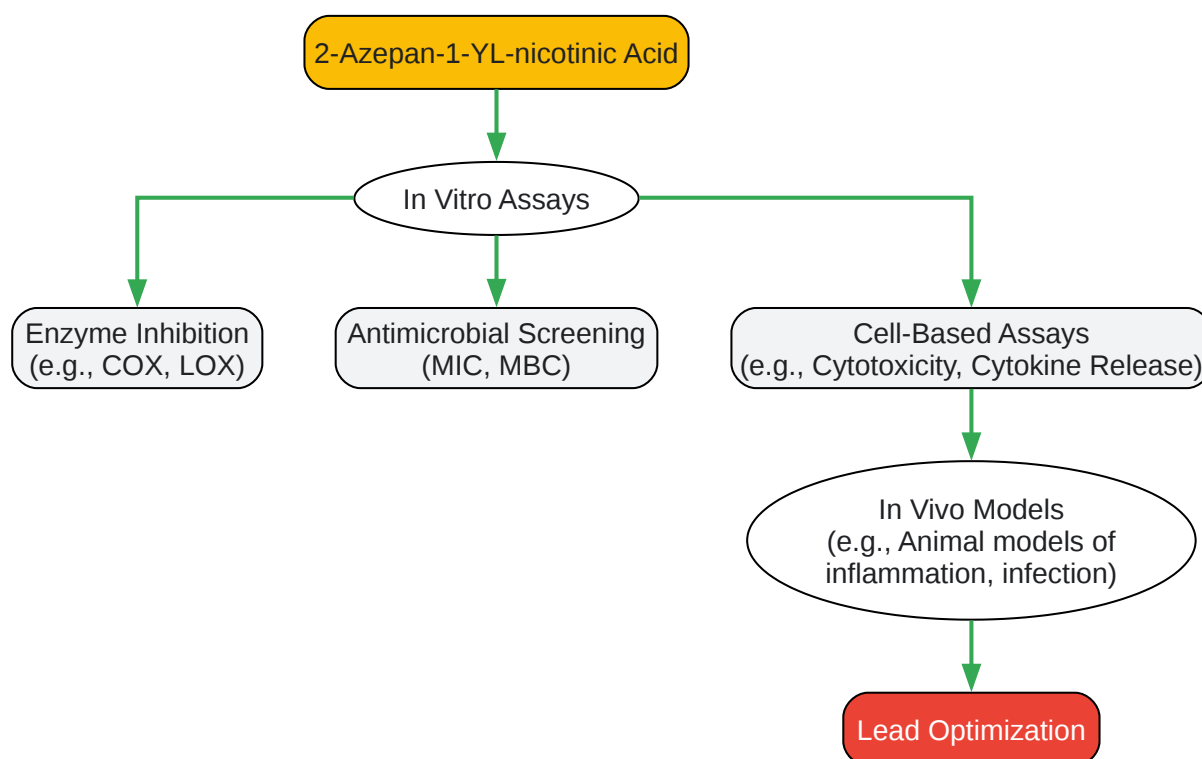 2-Azepan-1-YL-nicotinic Acid
In Vitro Assays
Enzyme Inhibition
(e.g., COX, LOX)
Antimicrobial Screening
(MIC, MBC)
Cell-Based Assays
(e.g., Cytotoxicity, Cytokine Release)
In Vivo Models
(e.g., Animal models of
inflammation, infection)
Lead Optimization